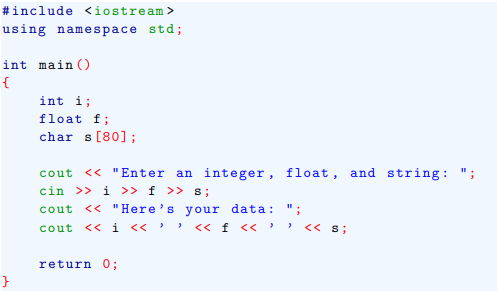 #include <iostream>
using namespace std;

int main()
{
    int i;
    float f;
    char s[80];

    cout << "Enter an integer, float, and string: ";
    cin >> i >> f >> s;
    cout << "Here’s your data: ";
    cout << i << ’ ’ << f << ’ ’ << s;

    return 0;
}